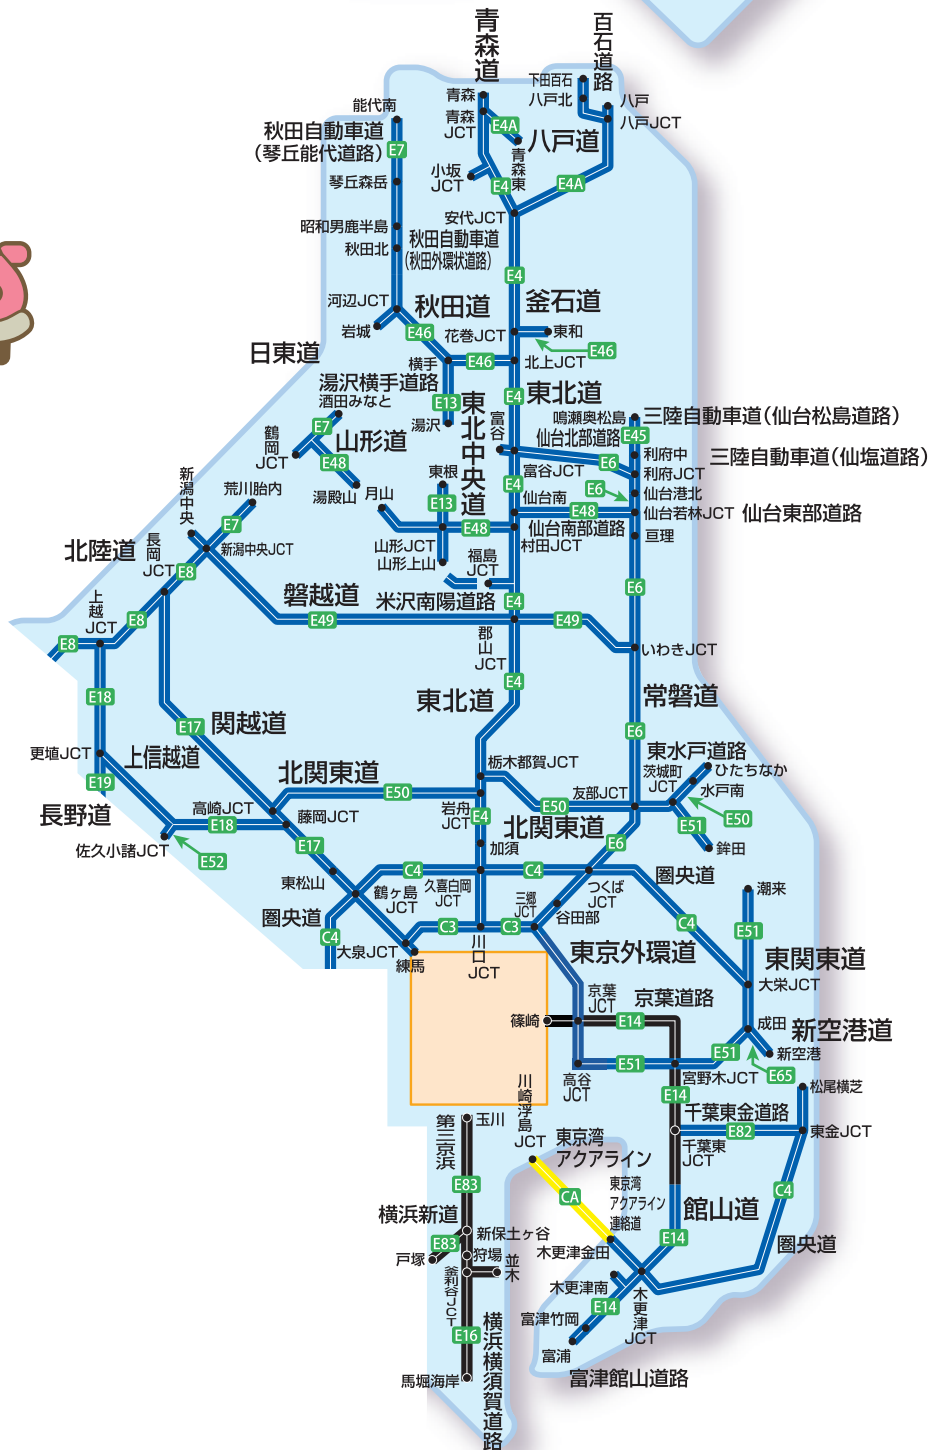 青森道
百石道路
下田百石
八戸北
八戸
八戸JCT
青森
青森JCT
E4A
八戸道
青森東
能代南
秋田自動車道
(琴丘能代道路)
E7
小坂JCT
E4
E4A
琴丘森岳
安代JCT
昭和男鹿半島
秋田北
秋田自動車道
(秋田外環状道路)
E4
河辺JCT
秋田道
釜石道
岩城
E46
花巻JCT
東和
E46
日東道
横手
E46
北上JCT
湯沢横手道路
酒田みなと
E13
東北中央道
E4
東北道
湯沢
富谷
鳴瀬奥松島
三陸自動車道(仙台松島道路)
E7
鶴岡JCT
山形道
仙台北部道路
E45
利府中
三陸自動車道(仙塩道路)
E48
湯殿山
月山
東根
富谷JCT
E6
利府JCT
新潟中央
荒川胎内
E13
E4
仙台南
E6
仙台港北
E7
E48
E48
仙台若林JCT
仙台東部道路
仙台南部道路
北陸道
長岡JCT
新潟中央JCT
山形JCT
村田JCT
亘理
山形上山
福島JCT
E8
磐越道
米沢南陽道路
E4
E6
上越JCT
E8
E49
E49
E8
郡山JCT
いわきJCT
E4
E18
東北道
常磐道
E17
関越道
E6
更埴JCT
上信越道
東水戸道路
北関東道
栃木都賀JCT
茨城町JCT
ひたちなか
E19
E50
友部JCT
水戸南
長野道
高崎JCT
岩舟JCT
E50
E50
E18
藤岡JCT
E4
北関東道
E51
佐久小諸JCT
E52
E17
加須
E6
鉾田
東松山
C4
C4
圏央道
鶴ヶ島JCT
久喜白岡JCT
つくばJCT
潮来
圏央道
三郷JCT
谷田部
C4
C4
C3
C3
E51
大泉JCT
川口JCT
東京外環道
東関東道
練馬
大栄JCT
京葉JCT
京葉道路
篠崎
E14
成田
新空港道
E51
E51
新空港
高谷JCT
宮野木JCT
E65
川崎浮島JCT
E14
松尾横芝
第三京浜
玉川
千葉東金道路
東京湾
アクアライン
E82
東金JCT
千葉東JCT
E83
CA
東京湾
アクアライン
連絡道
C4
横浜新道
館山道
新保土ヶ谷
E14
圏央道
E83
戸塚
狩場
並木
木更津金田
釜利谷JCT
木更津南
木更津JCT
E14
富津竹岡
E16
横浜横須賀道路
富浦
馬堀海岸
富津館山道路